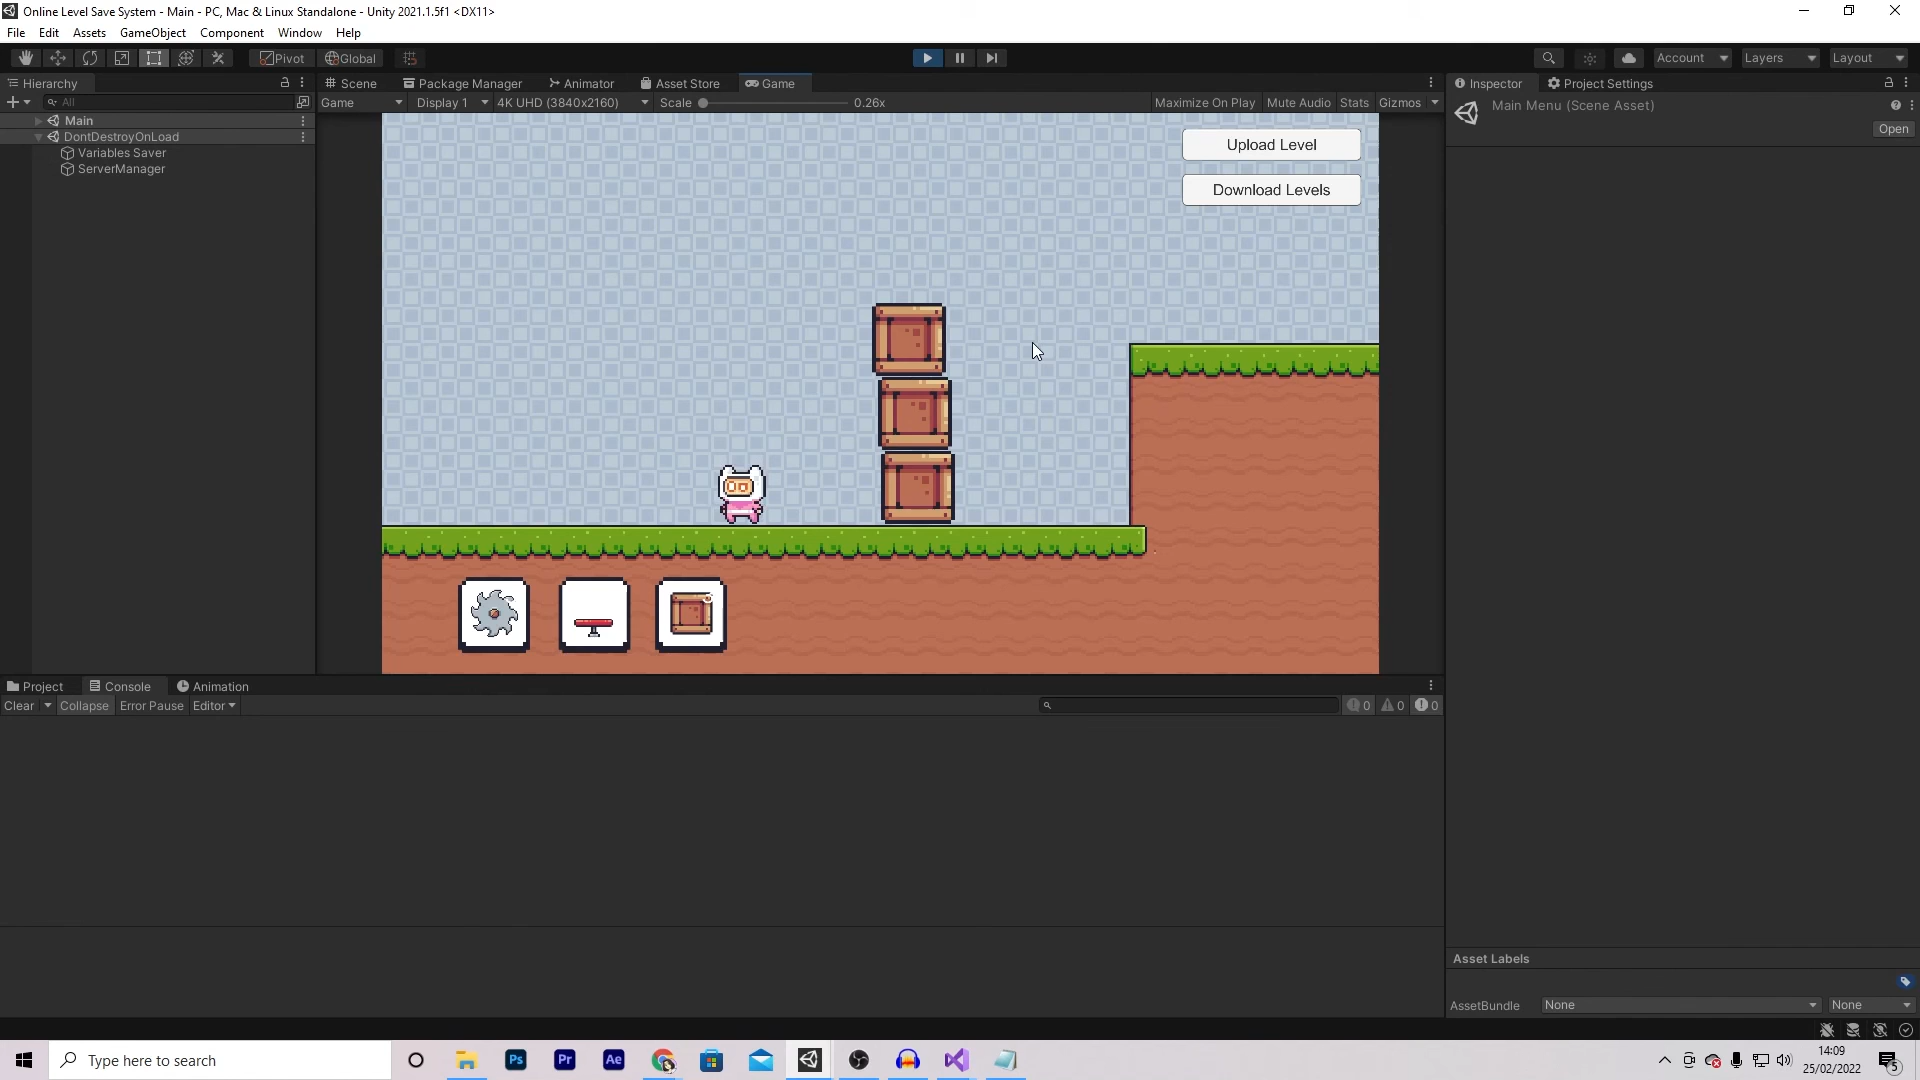 Online Level Save System - Main - PC, Mac & Linux Standalone - Unity 2021.1.5f1 <DX11>
File Edit Assets GameObject Component Window Help
Pivot Global Account Layers Layout
Hierarchy Scene Package Manager Animator Asset Store Game Inspector Project Settings
All Game Display 1 4K UHD (3840x2160) Scale 0.26x Maximize On Play Mute Audio Stats Gizmos
Main Menu (Scene Asset)
Open
Main
DontDestroyOnLoad
Variables Saver
ServerManager
Upload Level
Download Levels
Project Console Animation
Clear Collapse Error Pause Editor 0 0 0
Asset Labels
AssetBundle None None
Type here to search
Ps Pr Ae
14:09
25/02/2022
5